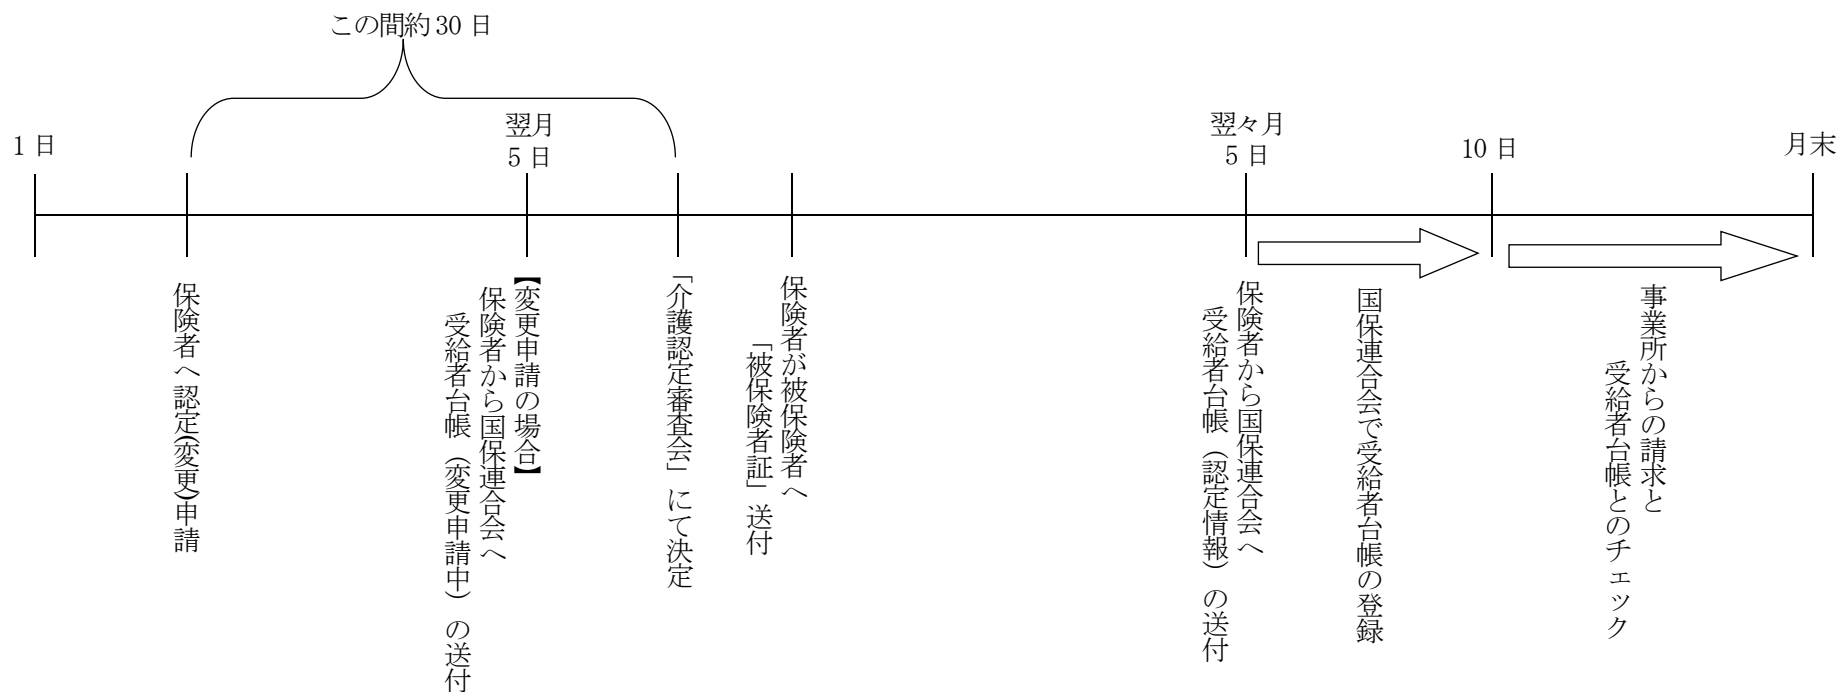 この間約30日
1日
翌月
5日
翌々月
5日
10日
月末
保険者へ認定(変更)申請
【変更申請の場合】
保険者から国保連合会へ
受給者台帳（変更申請中）の送付
「介護認定審査会」にて決定
保険者が被保険者へ
「被保険者証」送付
保険者から国保連合会へ
受給者台帳（認定情報）の送付
国保連合会で受給者台帳の登録
事業所からの請求と
受給者台帳とのチェック